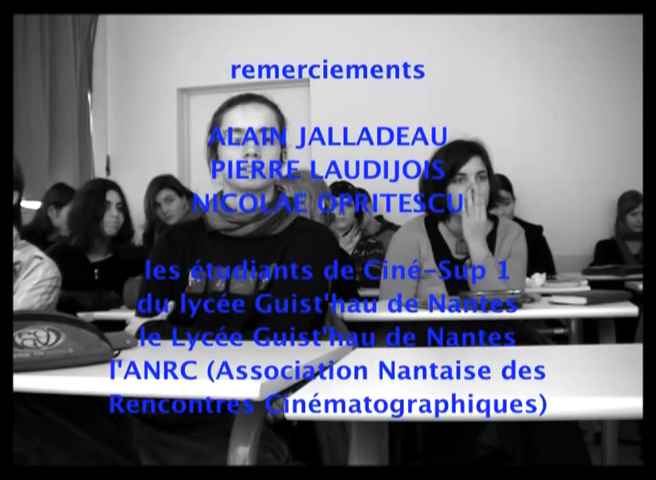 remerciements
ALAIN JALLADEAU
PIERRE LAUDIJOIS
NICOLAE OPRITESCU
les étudiants de Ciné-Sup 1
du lycée Guist'hau de Nantes
le Lycée Guist'hau de Nantes
l'ANRC (Association Nantaise des
Rencontres Cinématographiques)